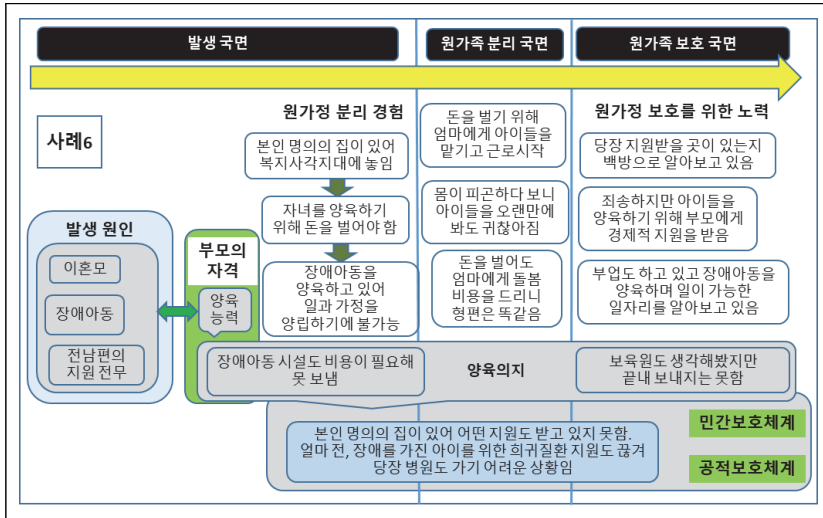 발생 국면
원가족 분리 국면
원가족 보호 국면
사례6
원가정 분리 경험
본인 명의의 집이 있어
복지사각지대에 놓임
자녀를 양육하기
위해 돈을 벌어야 함
장애아동을
양육하고 있어
일과 가정을
양립하기에 불가능
돈을 벌기 위해
엄마에게 아이들을
맡기고 근로시작
몸이 피곤하다 보니
아이들을 오랜만에
봐도 귀찮아짐
돈을 벌어도
엄마에게 돌봄
비용을 드리니
형편은 똑같음
원가정 보호를 위한 노력
당장 지원받을 곳이 있는지
백방으로 알아보고 있음
죄송하지만 아이들을
양육하기 위해 부모에게
경제적 지원을 받음
부업도 하고 있고 장애아동을
양육하며 일이 가능한
일자리를 알아보고 있음
발생 원인
이혼모
장애아동
전남편의
지원 전무
부모의
자격
양육
능력
장애아동 시설도 비용이 필요해
못 보냄
양육의지
보육원도 생각해봤지만
끝내 보내지는 못함
본인 명의의 집이 있어 어떤 지원도 받고 있지 못함.
얼마 전, 장애를 가진 아이를 위한 희귀질환 지원도 끊겨
당장 병원도 가기 어려운 상황임
민간보호체계
공적보호체계